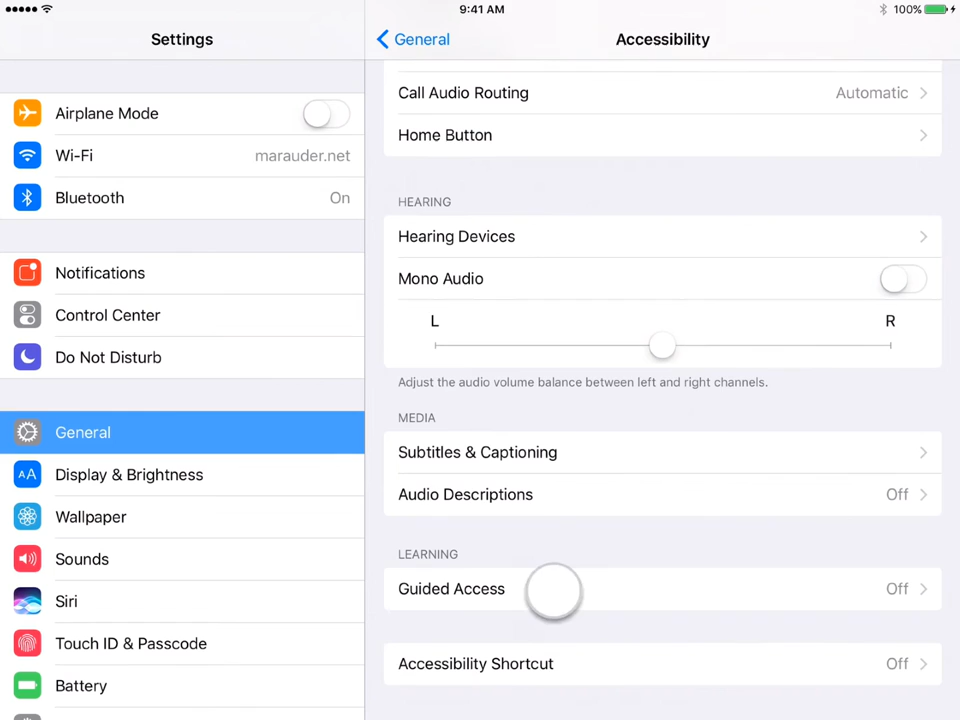 9:41 AM
100%
Settings
General
Accessibility
Airplane Mode
Wi-Fi marauder.net
Bluetooth On
Notifications
Control Center
Do Not Disturb
General
AA Display & Brightness
Wallpaper
Sounds
Siri
Touch ID & Passcode
Battery
Call Audio Routing Automatic
Home Button
HEARING
Hearing Devices
Mono Audio
L R
Adjust the audio volume balance between left and right channels.
MEDIA
Subtitles & Captioning
Audio Descriptions Off
LEARNING
Guided Access Off
Accessibility Shortcut Off